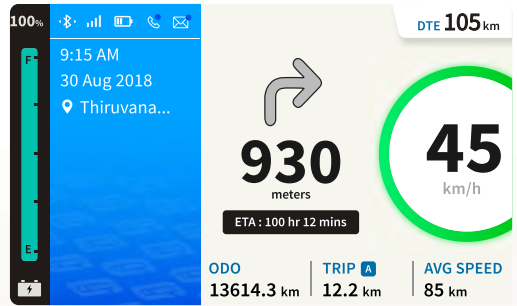 100%
F
E
9:15 AM
30 Aug 2018
Thiruvana...
DTE 105 km
930
meters
ETA : 100 hr 12 mins
45
km/h
ODO
13614.3 km
TRIP A
12.2 km
AVG SPEED
85 km